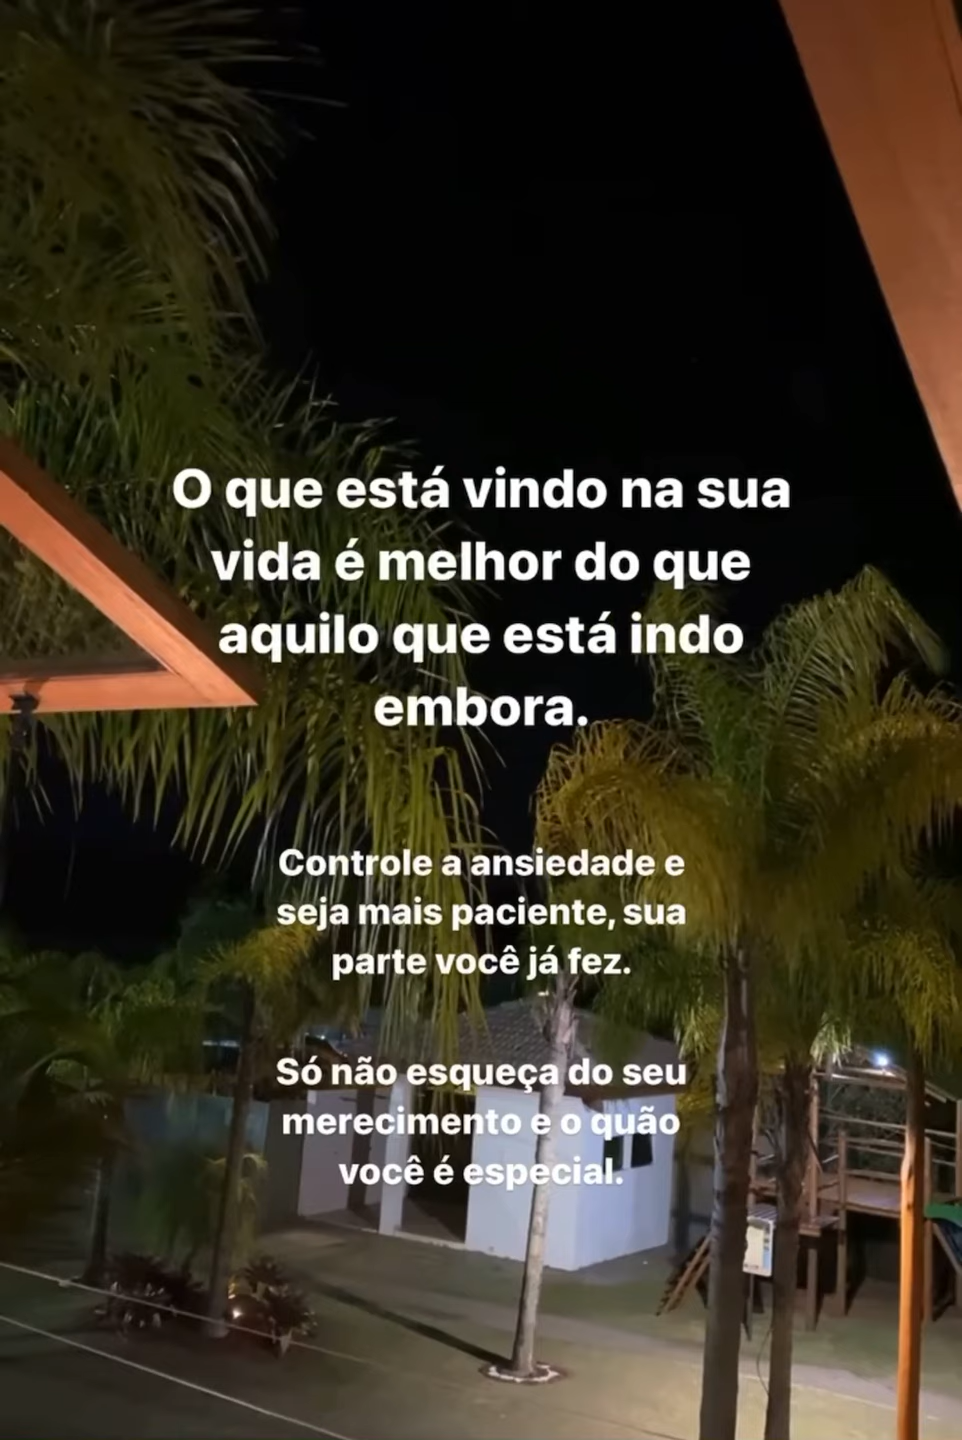 O que está vindo na sua
vida é melhor do que
aquilo que está indo
embora.
Controle a ansiedade e
seja mais paciente, sua
parte você já fez.
Só não esqueça do seu
merecimento e o quão
você é especial.